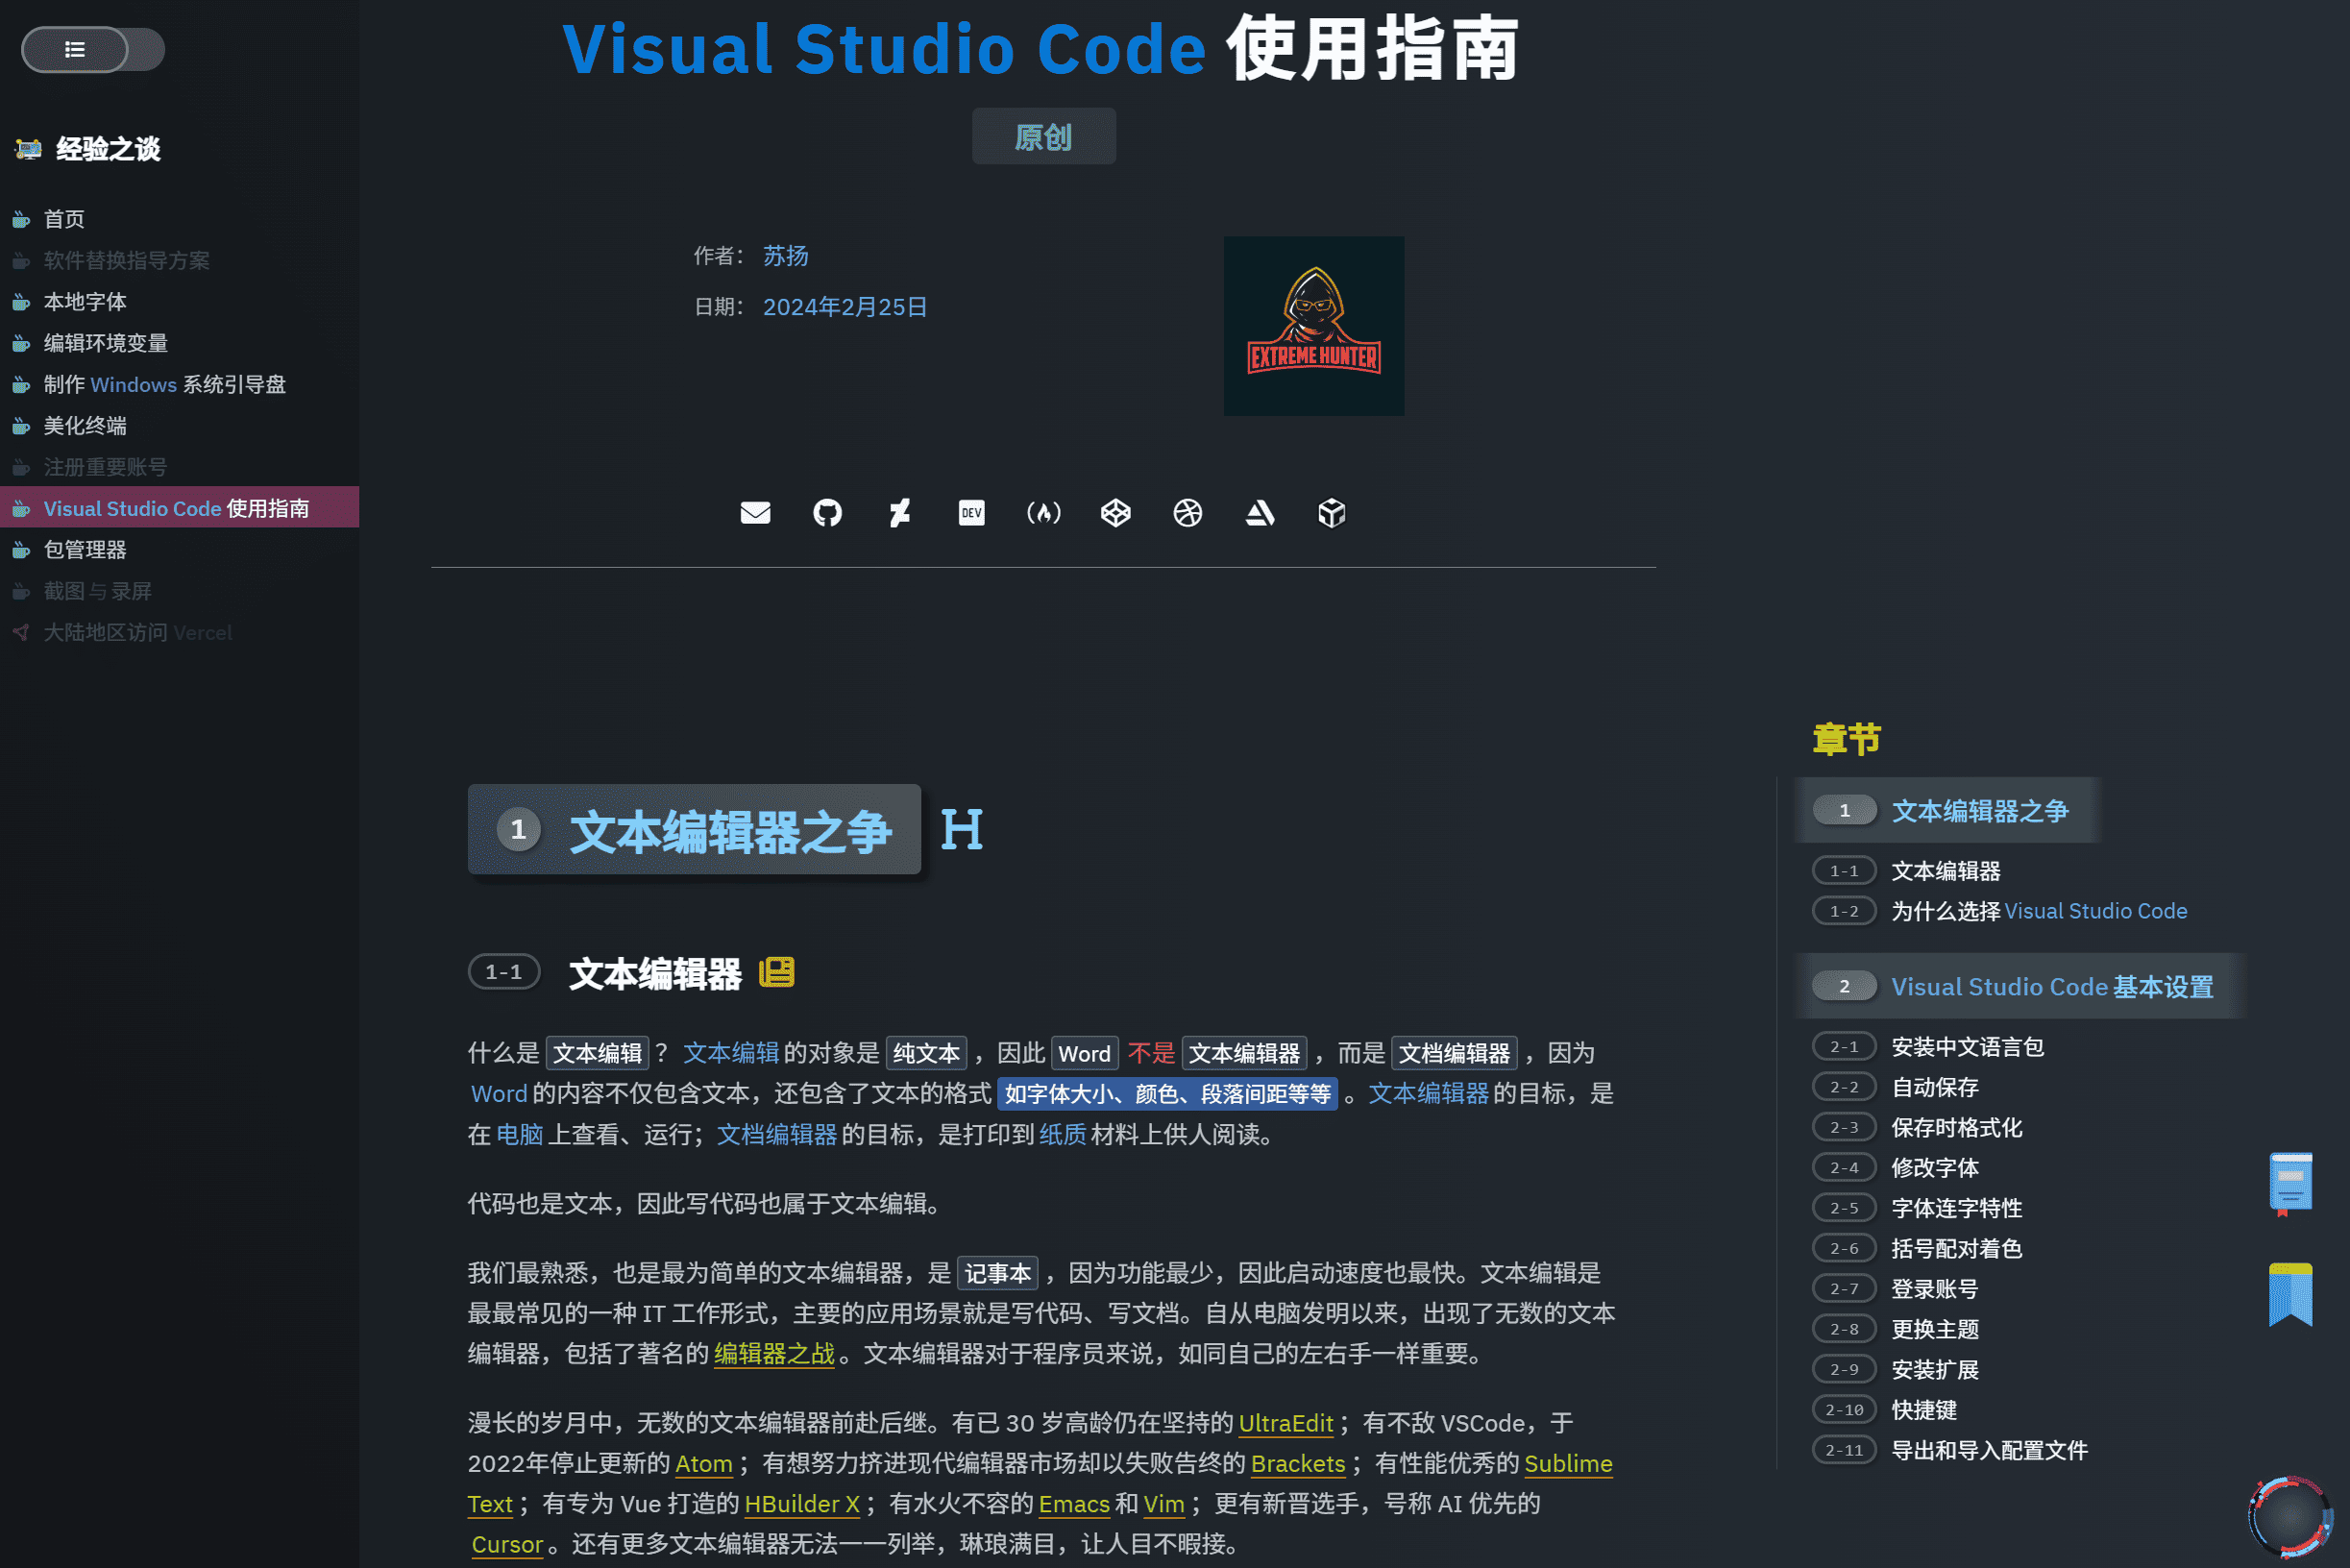 Visual Studio Code 使用指南
原创
经验之谈
首页
软件替换指导方案
本地字体
编辑环境变量
制作 Windows 系统引导盘
美化终端
注册重要账号
Visual Studio Code 使用指南
包管理器
截图与录屏
大陆地区访问 Vercel
作者： 苏扬
日期： 2024年2月25日
EXTREME HUNTER
DEV
1 文本编辑器之争 H
1-1 文本编辑器
什么是 文本编辑 ？ 文本编辑 的对象是 纯文本 ，因此 Word 不是 文本编辑器 ，而是 文档编辑器 ，因为
Word 的内容不仅包含文本，还包含了文本的格式 如字体大小、颜色、段落间距等等 。文本编辑器 的目标，是
在 电脑 上查看、运行；文档编辑器 的目标，是打印到 纸质 材料上供人阅读。
代码也是文本，因此写代码也属于文本编辑。
我们最熟悉，也是最为简单的文本编辑器，是 记事本 ，因为功能最少，因此启动速度也最快。文本编辑是
最最常见的一种 IT 工作形式，主要的应用场景就是写代码、写文档。自从电脑发明以来，出现了无数的文本
编辑器，包括了著名的 编辑器之战 。文本编辑器对于程序员来说，如同自己的左右手一样重要。
漫长的岁月中，无数的文本编辑器前赴后继。有已 30 岁高龄仍在坚持的 UltraEdit ；有不敌 VSCode，于
2022年停止更新的 Atom ；有想努力挤进现代编辑器市场却以失败告终的 Brackets ；有性能优秀的 Sublime
Text ；有专为 Vue 打造的 HBuilder X ；有水火不容的 Emacs 和 Vim ；更有新晋选手，号称 AI 优先的
Cursor 。还有更多文本编辑器无法一一列举，琳琅满目，让人目不暇接。
章节
1 文本编辑器之争
1-1 文本编辑器
1-2 为什么选择 Visual Studio Code
2 Visual Studio Code 基本设置
2-1 安装中文语言包
2-2 自动保存
2-3 保存时格式化
2-4 修改字体
2-5 字体连字特性
2-6 括号配对着色
2-7 登录账号
2-8 更换主题
2-9 安装扩展
2-10 快捷键
2-11 导出和导入配置文件